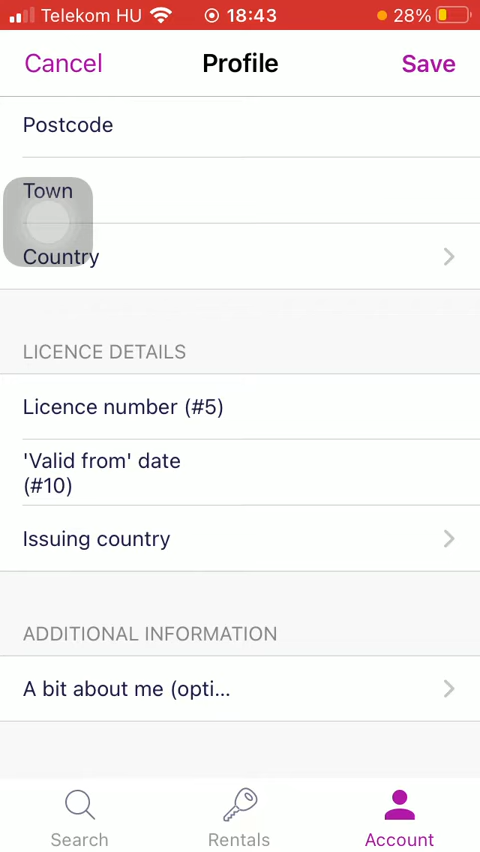 Telekom HU 18:43 28%
Cancel Profile Save
Postcode
Town
Country
LICENCE DETAILS
Licence number (#5)
'Valid from' date
(#10)
Issuing country
ADDITIONAL INFORMATION
A bit about me (opti...
Search Rentals Account